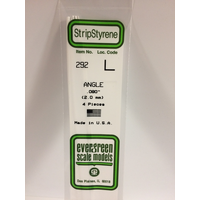 StripStyrene
Item No. Loc. Code
292 L
ANGLE
.080"
(2.0 mm)
4 Pieces
Made in U.S.A.
evergreen
scale models